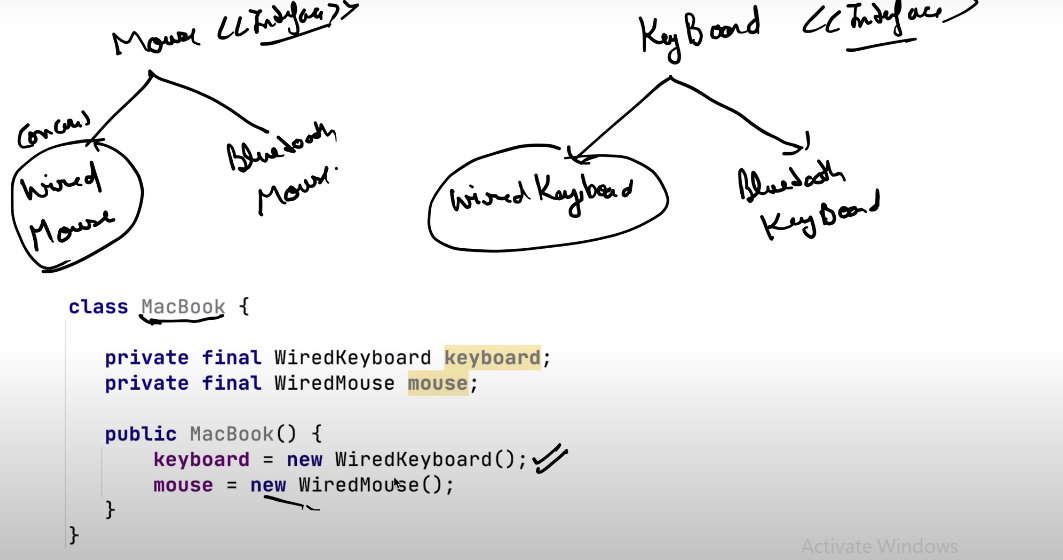 Mouse <<Interface>>
KeyBoard <<Interface>>
Wired
Mouse
Bluetooth
Mouse.
WiredKeyboard
Bluetooth
KeyBoard
class MacBook {
private final WiredKeyboard keyboard;
private final WiredMouse mouse;
public MacBook() {
keyboard = new WiredKeyboard();
mouse = new WiredMouse();
}
}
Activate Windows